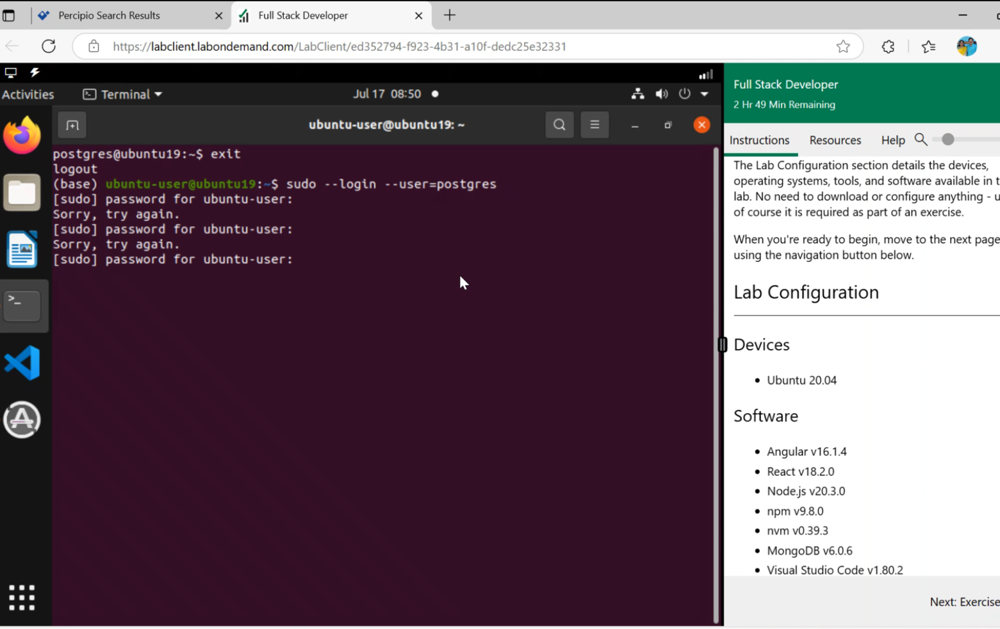 Percipio Search Results
Full Stack Developer
https://labclient.labondemand.com/LabClient/ed352794-f923-4b31-a10f-dedc25e32331
Activities
Terminal
Jul 17 08:50
ubuntu-user@ubuntu19: ~
postgres@ubuntu19:~$ exit
logout
(base) ubuntu-user@ubuntu19:~$ sudo --login --user=postgres
[sudo] password for ubuntu-user:
Sorry, try again.
[sudo] password for ubuntu-user:
Sorry, try again.
[sudo] password for ubuntu-user:
Full Stack Developer
2 Hr 49 Min Remaining
Instructions
Resources
Help
The Lab Configuration section details the devices,
operating systems, tools, and software available in t
lab. No need to download or configure anything - u
of course it is required as part of an exercise.
When you're ready to begin, move to the next page
using the navigation button below.
Lab Configuration
Devices
• Ubuntu 20.04
Software
• Angular v16.1.4
• React v18.2.0
• Node.js v20.3.0
• npm v9.8.0
• nvm v0.39.3
• MongoDB v6.0.6
• Visual Studio Code v1.80.2
Next: Exercise